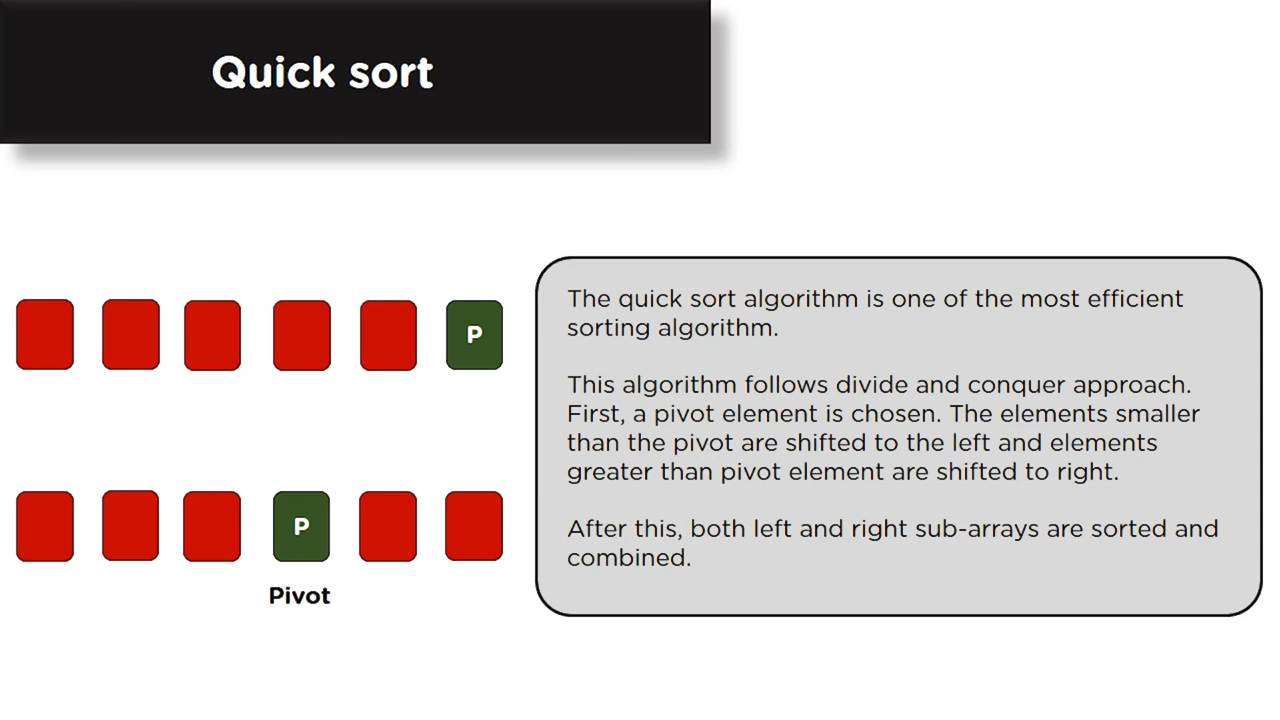 Quick sort
P
The quick sort algorithm is one of the most efficient
sorting algorithm.
This algorithm follows divide and conquer approach.
First, a pivot element is chosen. The elements smaller
than the pivot are shifted to the left and elements
greater than pivot element are shifted to right.
After this, both left and right sub-arrays are sorted and
combined.
P
Pivot